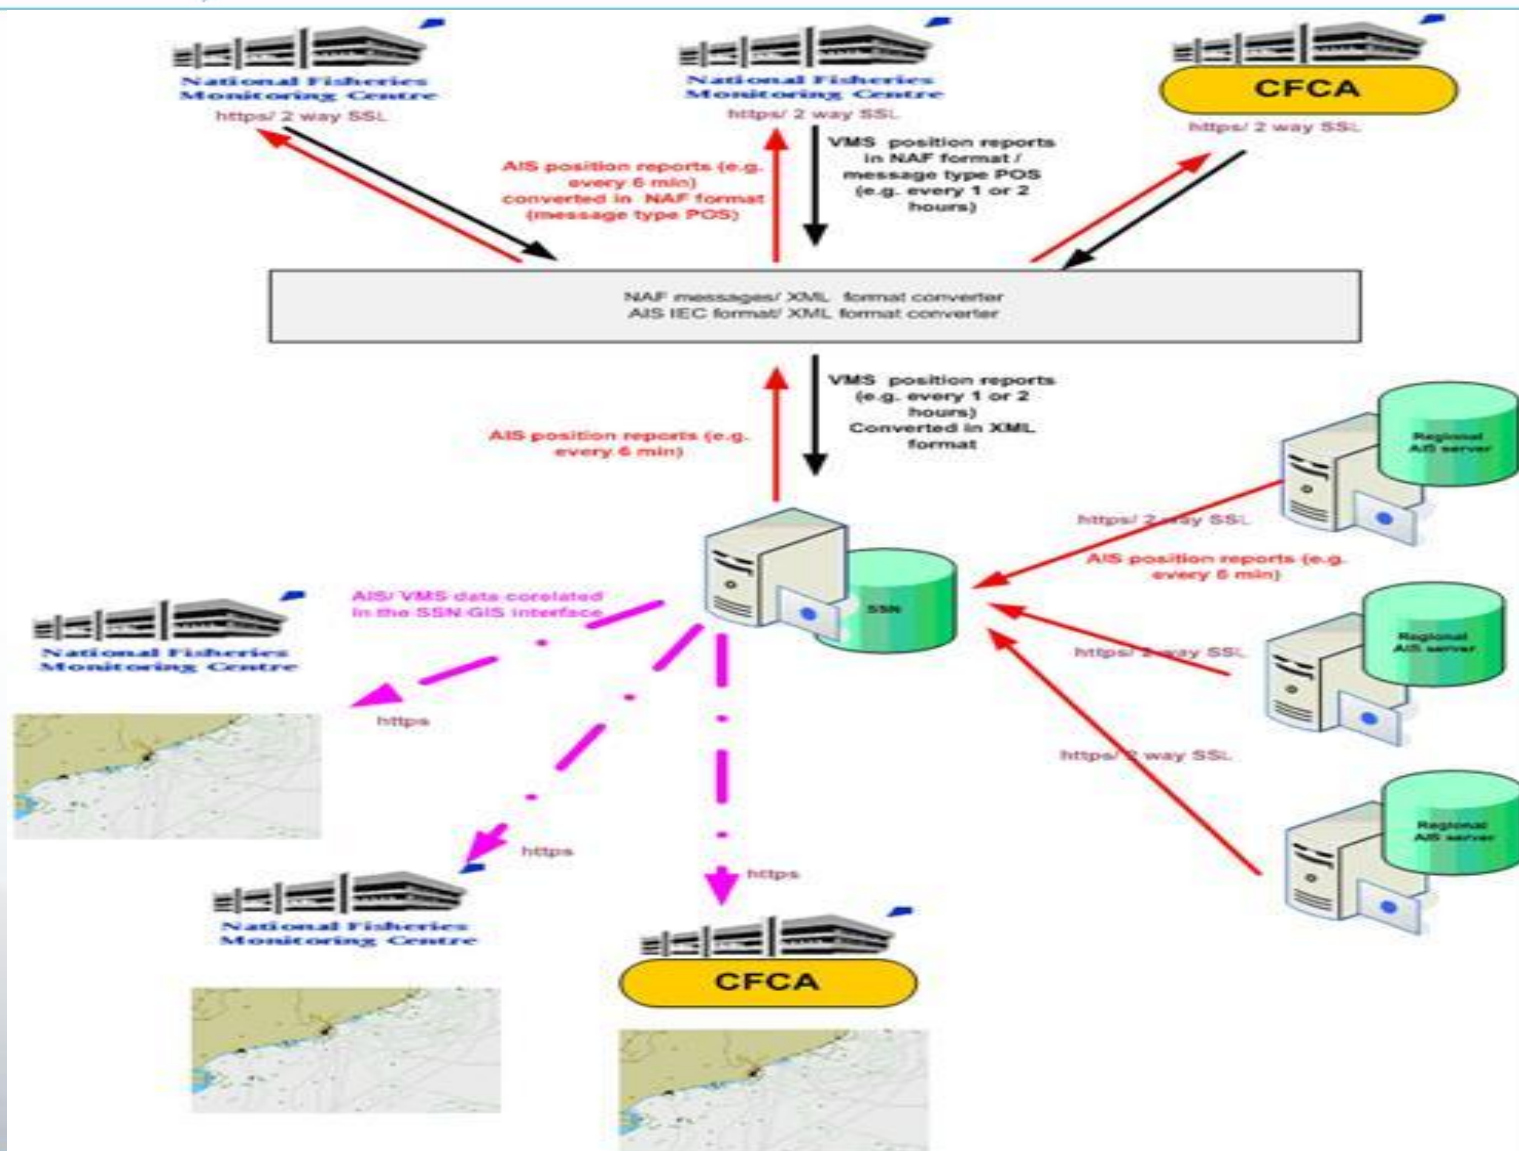 National Fisheries
Monitoring Centre
https/ 2 way SSL
National Fisheries
Monitoring Centre
https/ 2 way SSL
CFCA
https/ 2 way SSL
AIS position reports (e.g.
every 6 min)
converted in NAF format
(message type POS)
VMS position reports
in NAF format /
message type POS
(e.g. every 1 or 2
hours)
NAF messages/ XML format converter
AIS IEC format/ XML format converter
AIS position reports (e.g.
every 6 min)
VMS position reports
(e.g. every 1 or 2
hours)
Converted in XML
format
Regional
AIS server
https/ 2 way SSL
AIS position reports (e.g.
every 6 min)
SSN
Regional
AIS server
https/ 2 way SSL
https/ 2 way SSL
Regional
AIS server
AIS/ VMS data corelated
in the SSN GIS interface
National Fisheries
Monitoring Centre
https
https
National Fisheries
Monitoring Centre
https
CFCA